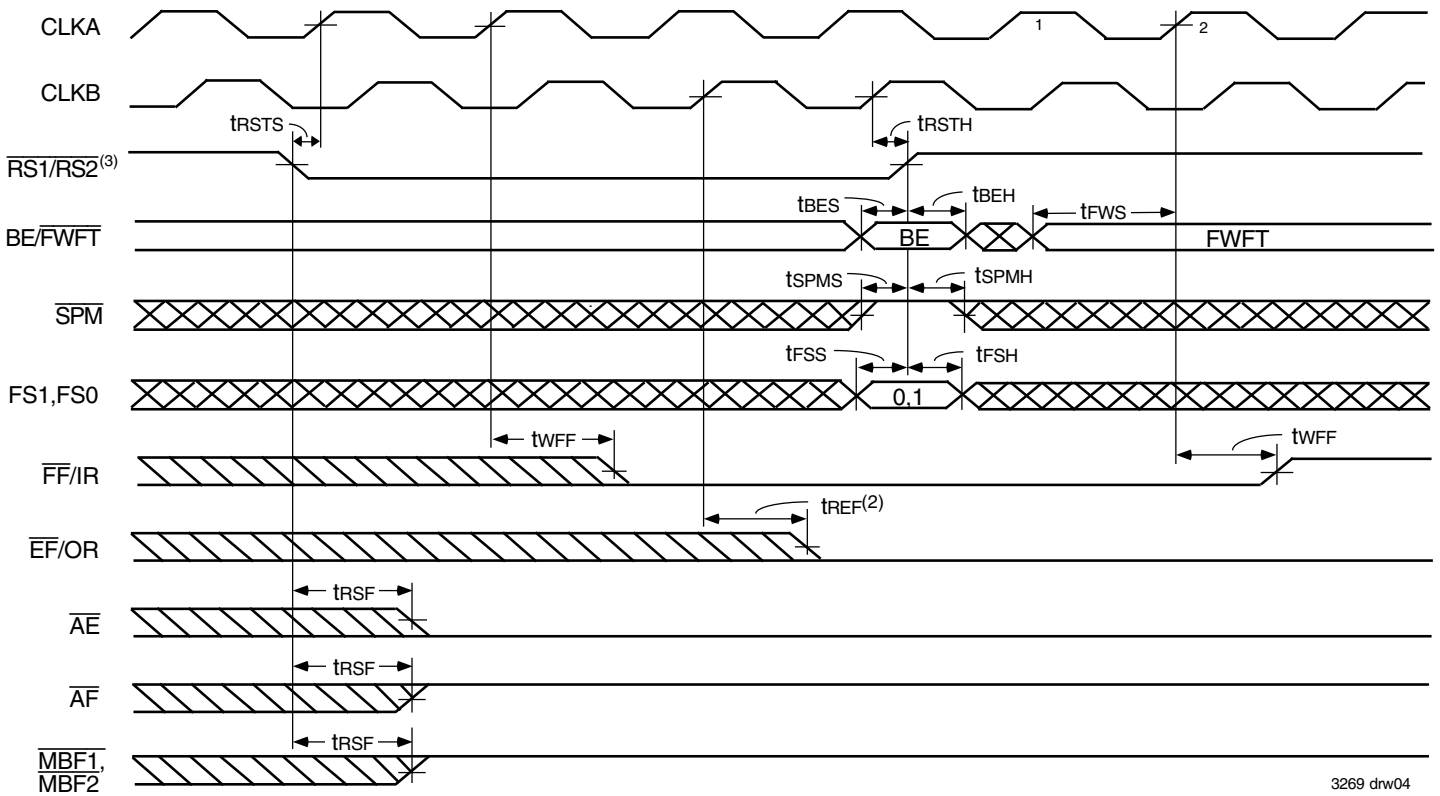 CLKA
1
2
CLKB
tRSTS
tRSTH
RS1/RS2(3)
tBES
tBEH
tFWS
BE/FWFT
BE
FWFT
tSPMS
tSPMH
SPM
tFSS
tFSH
FS1,FS0
0,1
tWFF
tWFF
FF/IR
tREF(2)
EF/OR
tRSF
AE
tRSF
AF
tRSF
MBF1,
MBF2
3269 drw04